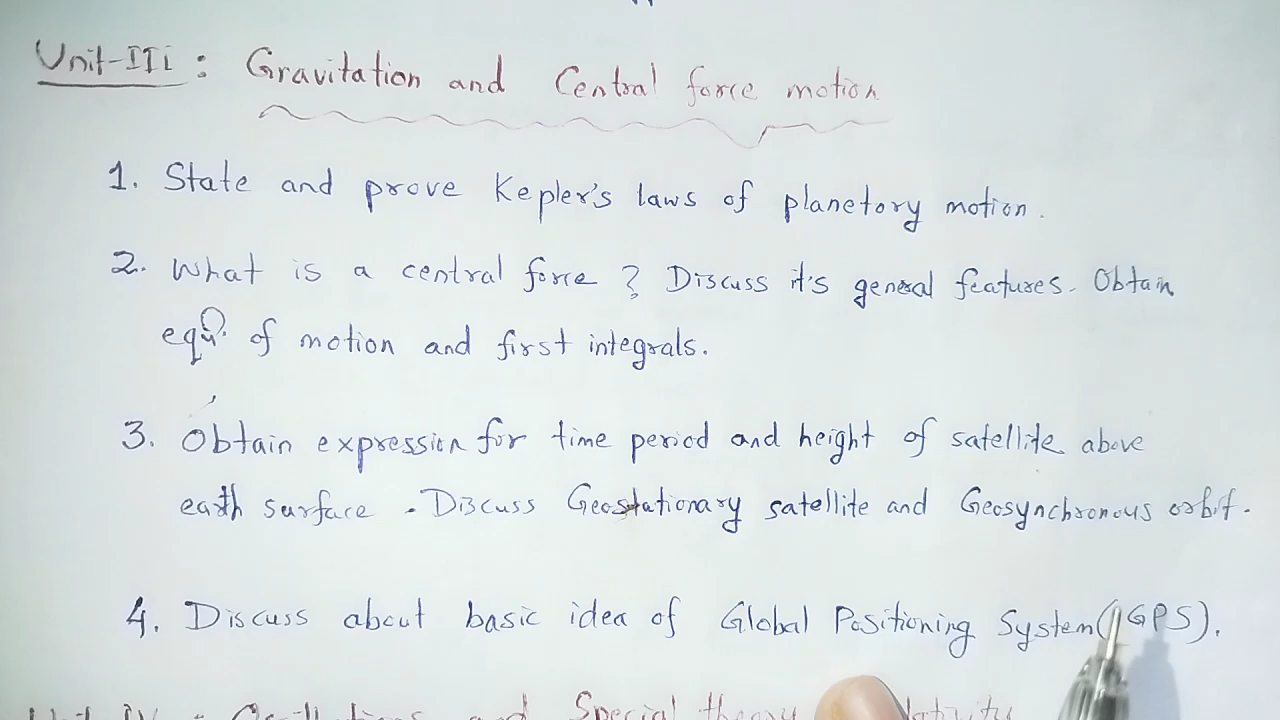 Unit-III : Gravitation and Central force motion
1. State and prove Kepler's laws of planetory motion.
2. What is a central force ? Discuss it's general features. Obtain
equn. of motion and first integrals.
3. Obtain expression for time period and height of satellite above
earth surface. Discuss Geostationary satellite and Geosynchronous orbit.
4. Discuss about basic idea of Global Positioning System (GPS).
and Special theory